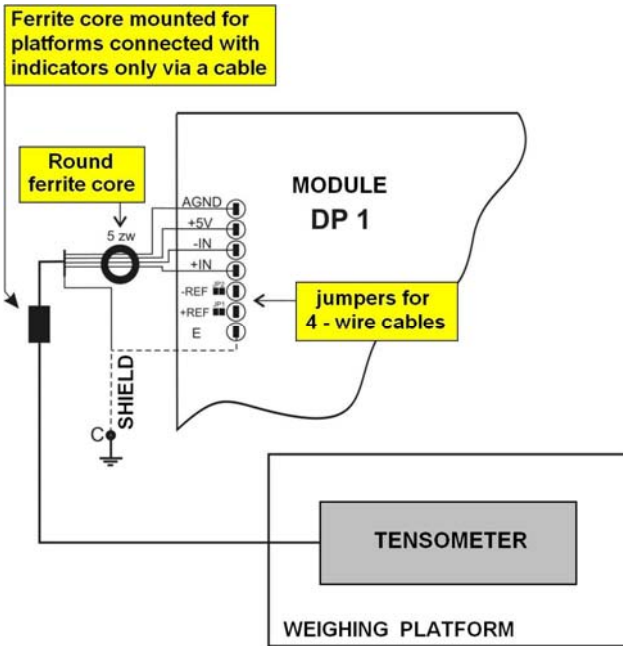 Ferrite core mounted for
platforms connected with
indicators only via a cable
Round
ferrite core
5 zw
MODULE
DP 1
AGND
+5V
-IN
+IN
-REF JP2
+REF JP1
E
jumpers for
4 - wire cables
SHIELD
C
TENSOMETER
WEIGHING PLATFORM